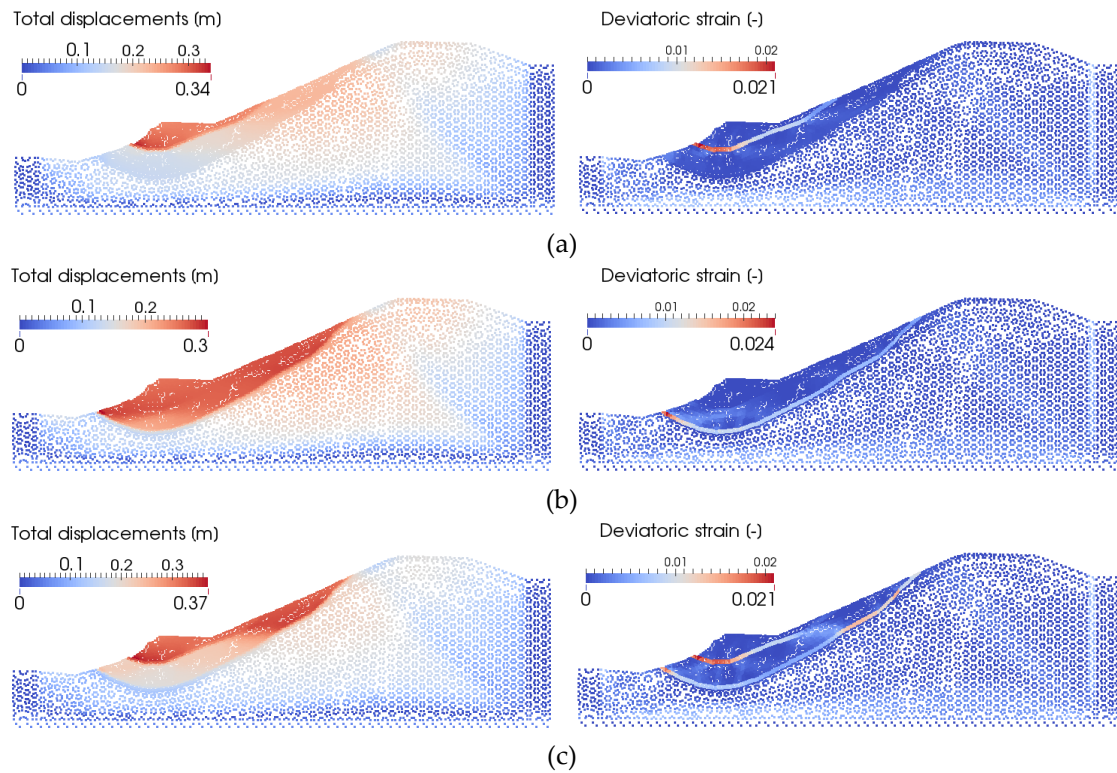 Total displacements (m)
0.1 0.3
0 0.34
Deviatoric strain (-)
0.01 0.02
0 0.021
(a)
Total displacements (m)
0.1 0.2
0 0.3
Deviatoric strain (-)
0.01 0.02
0 0.024
(b)
Total displacements (m)
0.1 0.2 0.3
0 0.37
Deviatoric strain (-)
0.01 0.02
0 0.021
(c)